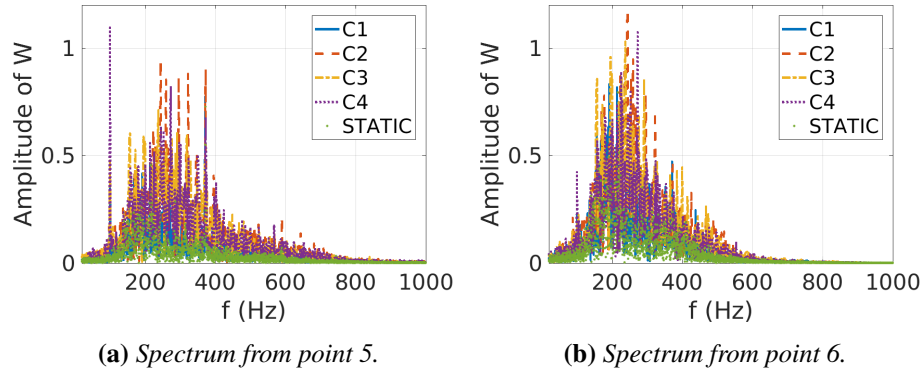 Amplitude of W
1
0.5
0
C1
C2
C3
C4
STATIC
200 400 600 800 1000
f (Hz)
(a) Spectrum from point 5.
Amplitude of W
1
0.5
0
C1
C2
C3
C4
STATIC
200 400 600 800 1000
f (Hz)
(b) Spectrum from point 6.